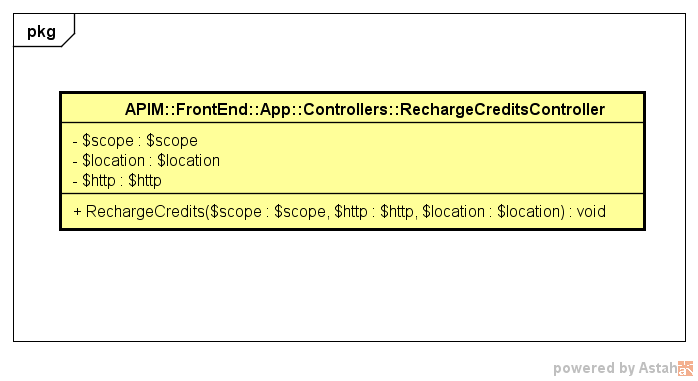 pkg
APIM::FrontEnd::App::Controllers::RechargeCreditsController
- $scope : $scope
- $location : $location
- $http : $http
+ RechargeCredits($scope : $scope, $http : $http, $location : $location) : void
powered by Astah